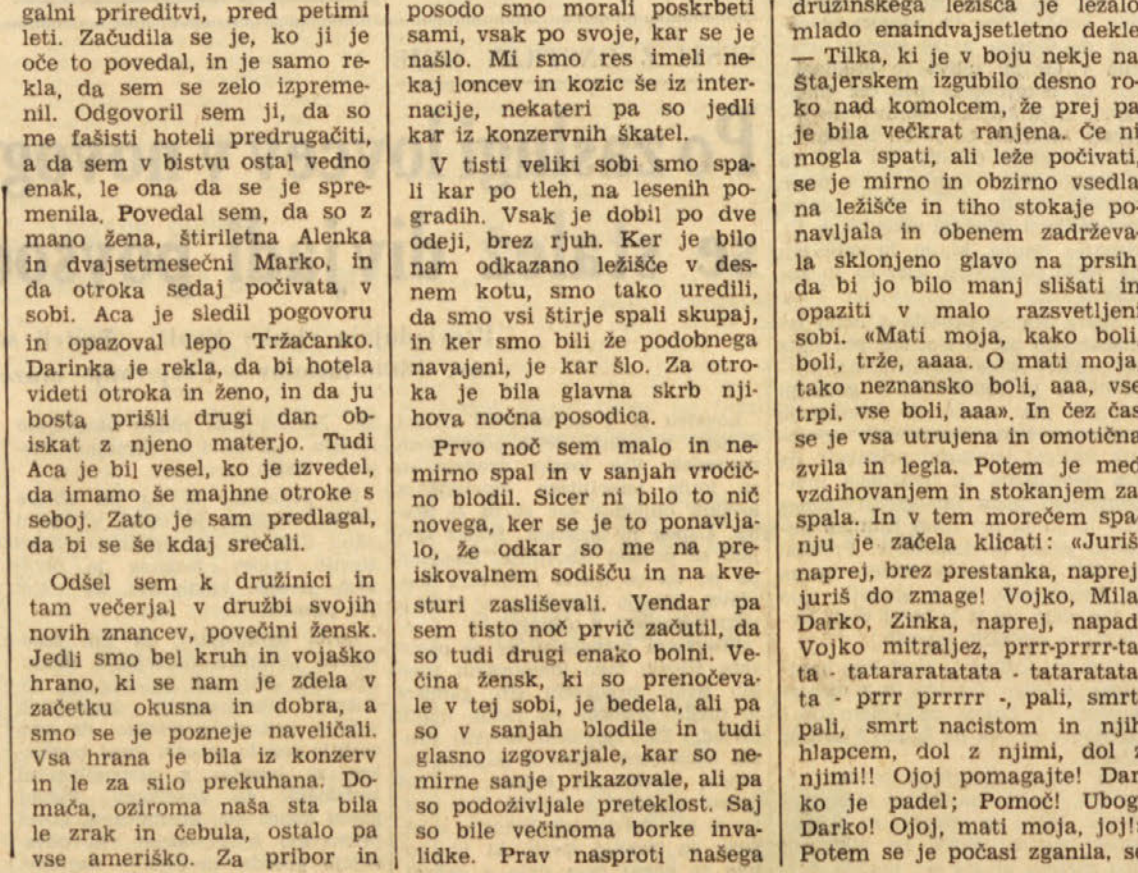 galni prireditvi, pred petimi
leti. Začudila se je, ko ji je
oče to povedal, in je samo re-
kla, da sem se zelo izpreme-
nil. Odgovoril sem ji, da so
me fašisti hoteli predrugačiti,
a da sem v bistvu ostal vedno
enak, le ona da se je spre-
menila. Povedal sem, da so z
mano žena, štiriletna Alenka
in dvajsetmesečni Marko, in
da otroka sedaj počivata v
sobi. Aca je sledil pogovoru
in opazoval lepo Tržačanko.
Darinka je rekla, da bi hotela
videti otroka in ženo, in da ju
bosta prišli drugi dan ob-
iskat z njeno materjo. Tudi
Aca je bil vesel, ko je izvedel,
da imamo še majhne otroke s
seboj. Zato je sam predlagal,
da bi se še kdaj srečali.
Odšel sem k družinici in
tam večerjal v družbi svojih
novih znancev, povečini žensk.
Jedli smo bel kruh in vojaško
hrano, ki se nam je zdela v
začetku okusna in dobra, a
smo se je pozneje naveličali.
Vsa hrana je bila iz konzerv
in le za silo prekuhana. Do-
mača, oziroma naša sta bila
le zrak in čebula, ostalo pa
vse ameriško. Za pribor in
posodo smo morali poskrbeti
sami, vsak po svoje, kar se je
našlo. Mi smo res imeli ne-
kaj loncev in kozic še iz inter-
nacije, nekateri pa so jedli
kar iz konzervnih škatel.
V tisti veliki sobi smo spa-
li kar po tleh, na lesenih po-
gradih. Vsak je dobil po dve
odeji, brez rjuh. Ker je bilo
nam odkazano ležišče v des-
nem kotu, smo tako uredili,
da smo vsi štirje spali skupaj,
in ker smo bili že podobnega
navajeni, je kar šlo. Za otro-
ka je bila glavna skrb nji-
hova nočna posodica.
Prvo noč sem malo in ne-
mirno spal in v sanjah vročič-
no blodil. Sicer ni bilo to nič
novega, ker se je to ponavlja-
lo, že odkar so me na pre-
iskovalnem sodišču in na kve-
sturi zasliševali. Vendar pa
sem tisto noč prvič začutil, da
so tudi drugi enako bolni. Ve-
čina žensk, ki so prenočeva-
le v tej sobi, je bedela, ali pa
so v sanjah blodile in tudi
glasno izgovarjale, kar so ne-
mirne sanje prikazovale, ali pa
so podoživljale preteklost. Saj
so bile večinoma borke inva-
lidke. Prav nasproti našega
družinskega ležišča je ležalo
mlado enaindvajsetletno dekle
— Tilka, ki je v boju nekje na
Štajerskem izgubilo desno ro-
ko nad komolcem, že prej pa
je bila večkrat ranjena. Če ni
mogla spati, ali leže počivati,
se je mirno in obzirno vsedla
na ležišče in tiho stokaje po-
navljala in obenem zadrževa-
la sklonjeno glavo na prsih,
da bi jo bilo manj slišati in
opaziti v malo razsvetljeni
sobi. «Mati moja, kako boli,
boli, trže, aaaa. O mati moja,
tako neznansko boli, aaa, vse
trpi, vse boli, aaa». In čez čas
se je vsa utrujena in omotična
zvila in legla. Potem je med
vzdihovanjem in stokanjem za-
spala. In v tem morečem spa-
nju je začela klicati: «Juriš,
naprej, brez prestanka, naprej,
juriš do zmage! Vojko, Mila,
Darko, Zinka, naprej, napad,
Vojko mitraljez, prrr-prrrr-ta-
ta - tatararatatata - tataratata-
ta - prrr prrrrr -, pali, smrt,
pali, smrt nacistom in njih
hlapcem, dol z njimi, dol z
njimi!! Ojoj pomagajte! Dar-
ko je padel; Pomoč! Ubogi
Darko! Ojoj, mati moja, joj!»
Potem se je počasi zganila, se